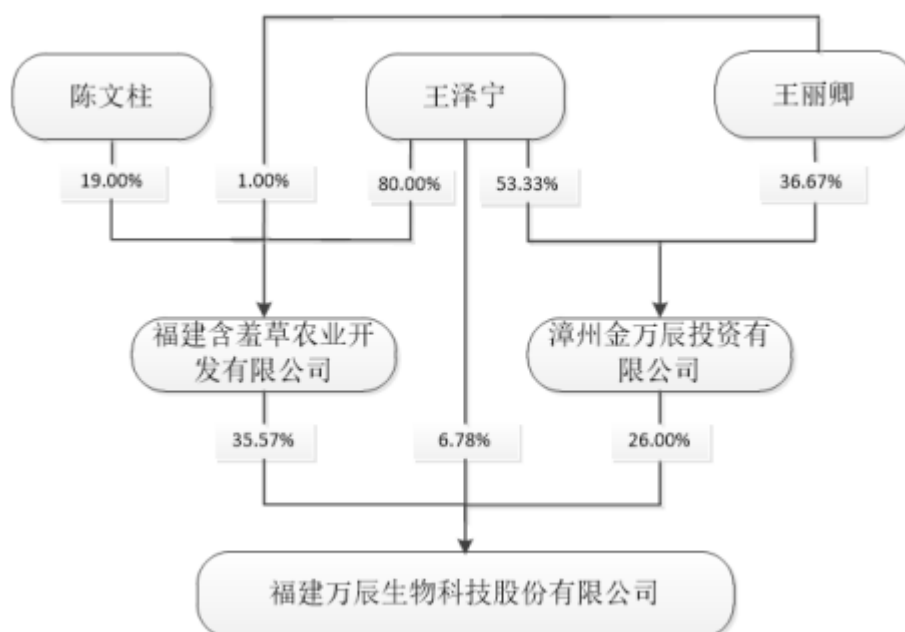 陈文柱
王泽宁
王丽卿
19.00%
1.00%
80.00%
53.33%
36.67%
福建含羞草农业开
发有限公司
漳州金万辰投资有
限公司
35.57%
6.78%
26.00%
福建万辰生物科技股份有限公司